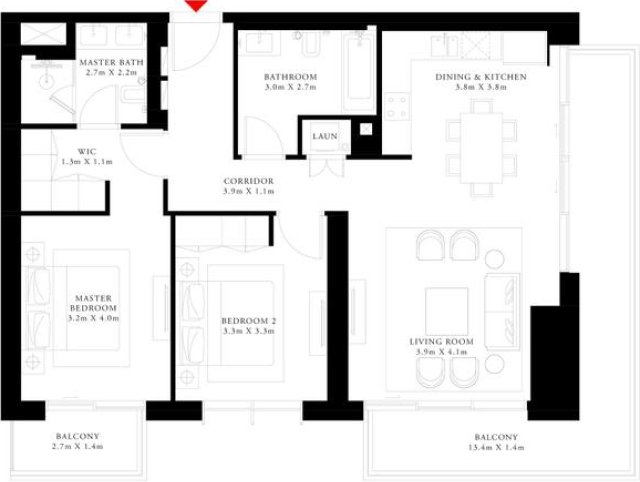 MASTER BATH
2.7m X 2.2m
BATHROOM
3.0m X 2.7m
DINING & KITCHEN
3.8m X 3.8m
LAUN
WIC
1.3m X 1.1m
CORRIDOR
3.9m X 1.1m
MASTER
BEDROOM
3.2m X 4.0m
BEDROOM 2
3.3m X 3.3m
LIVING ROOM
3.9m X 4.1m
BALCONY
2.7m X 1.4m
BALCONY
13.4m X 1.4m